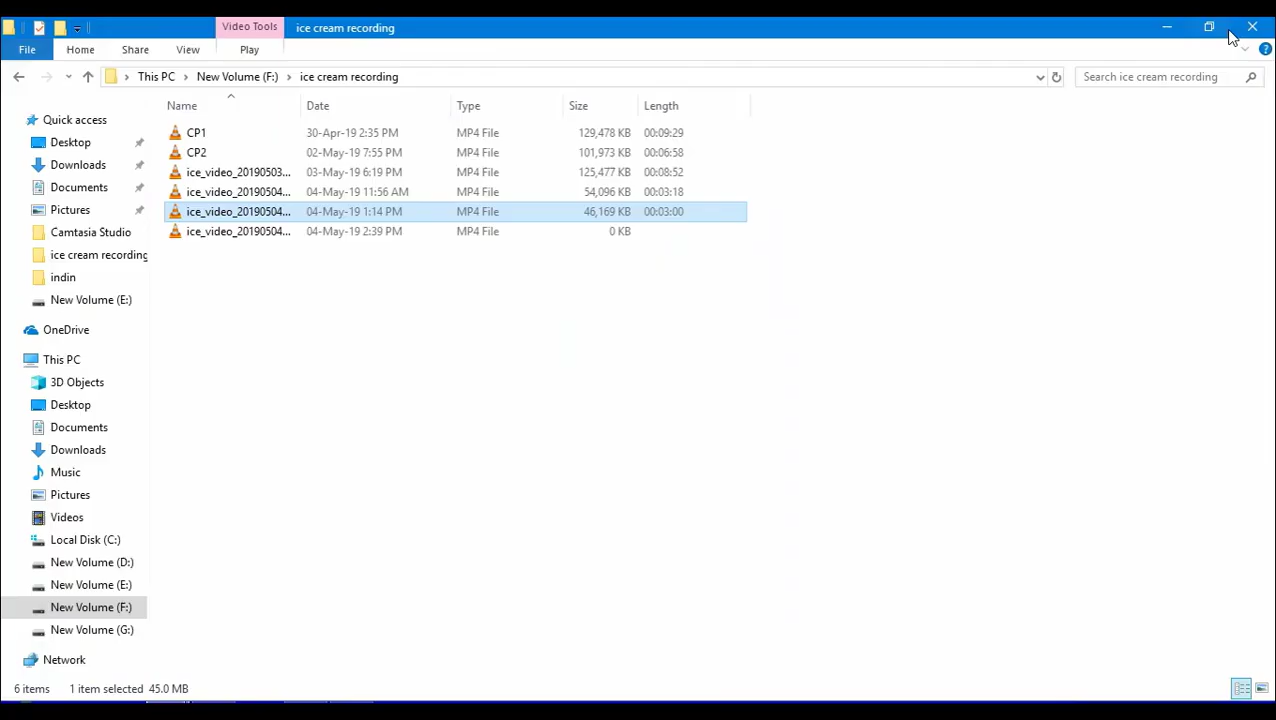 Video Tools ice cream recording
File Home Share View Play
This PC New Volume (F:) ice cream recording Search ice cream recording
Name Date Type Size Length
CP1 30-Apr-19 2:35 PM MP4 File 129,478 KB 00:09:29
CP2 02-May-19 7:55 PM MP4 File 101,973 KB 00:06:58
ice_video_20190503... 03-May-19 6:19 PM MP4 File 125,477 KB 00:08:52
ice_video_20190504... 04-May-19 11:56 AM MP4 File 54,096 KB 00:03:18
ice_video_20190504... 04-May-19 1:14 PM MP4 File 46,169 KB 00:03:00
ice_video_20190504... 04-May-19 2:39 PM MP4 File 0 KB
Quick access
Desktop
Downloads
Documents
Pictures
Camtasia Studio
ice cream recording
indin
New Volume (E:)
OneDrive
This PC
3D Objects
Desktop
Documents
Downloads
Music
Pictures
Videos
Local Disk (C:)
New Volume (D:)
New Volume (E:)
New Volume (F:)
New Volume (G:)
Network
6 items 1 item selected 45.0 MB